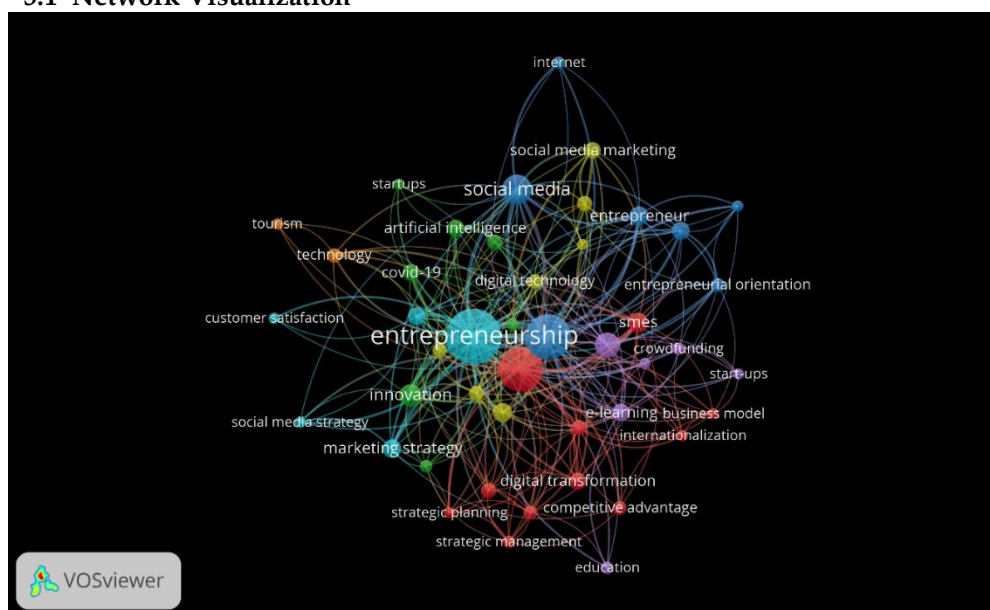 3.1 Network Visualization
internet
social media marketing
startups
social media
tourism
entrepreneur
artificial intelligence
technology
covid-19
digital technology
entrepreneurial orientation
customer satisfaction
smes
entrepreneurship
crowdfunding
start-ups
innovation
e-learning
business model
social media strategy
internationalization
marketing strategy
digital transformation
strategic planning
competitive advantage
strategic management
education
VOSviewer